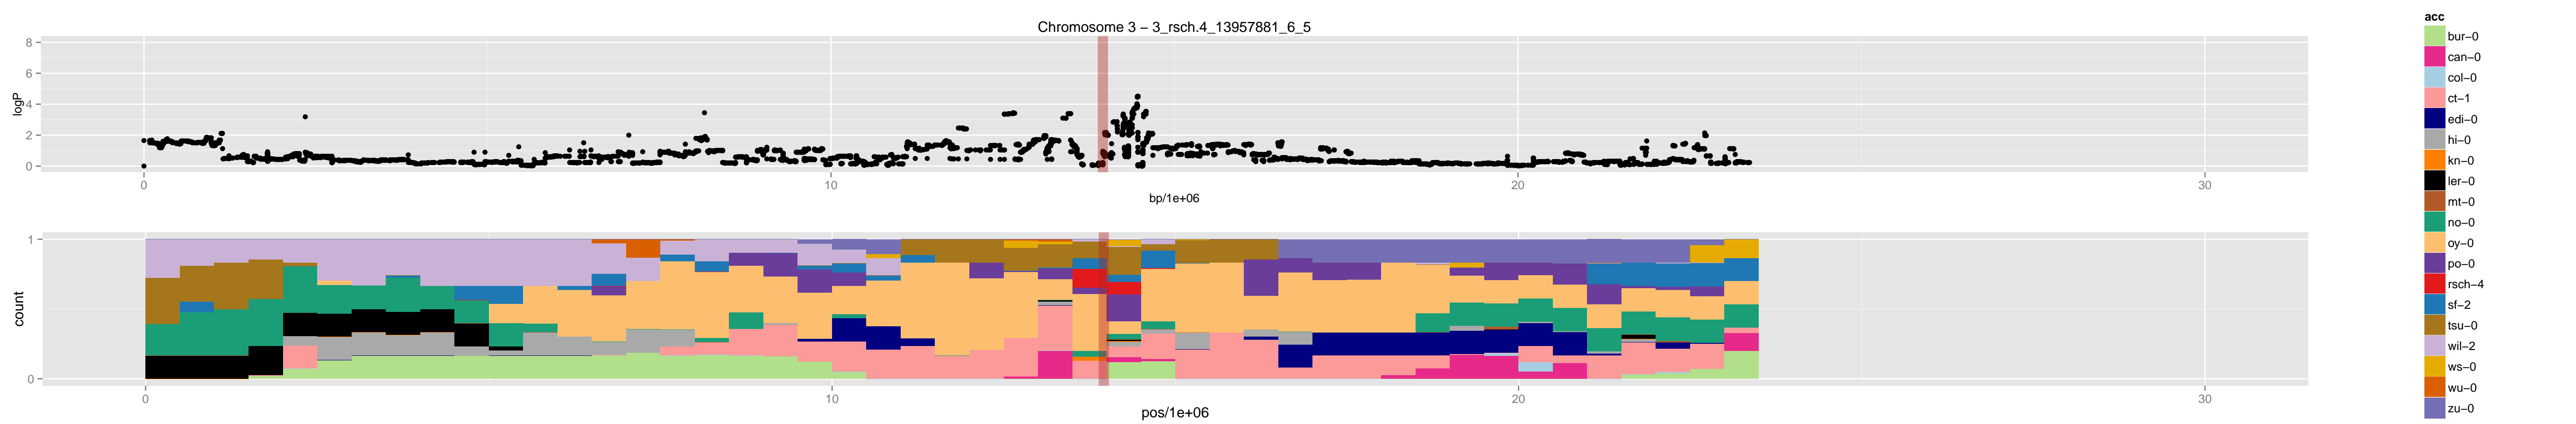 Chromosome 3 − 3_rsch.4_13957881_6_5
8
6
4
2
0
logP
0
10
20
30
bp/1e+06
1
0
count
0
10
20
30
pos/1e+06
acc
bur−0
can−0
col−0
ct−1
edi−0
hi−0
kn−0
ler−0
mt−0
no−0
oy−0
po−0
rsch−4
sf−2
tsu−0
wil−2
ws−0
wu−0
zu−0